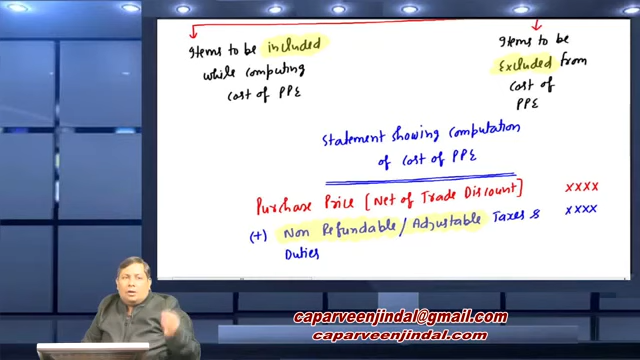 Items to be included
while computing
cost of PPE
Items to be
Excluded from
cost of
PPE
Statement showing computation
of cost of PPE
Purchase Price [Net of Trade Discount] xxxx
(+) Non Refundable / Adjustable Taxes & xxxx
Duties
caparveenjindal@gmail.com
caparveenjindal.com